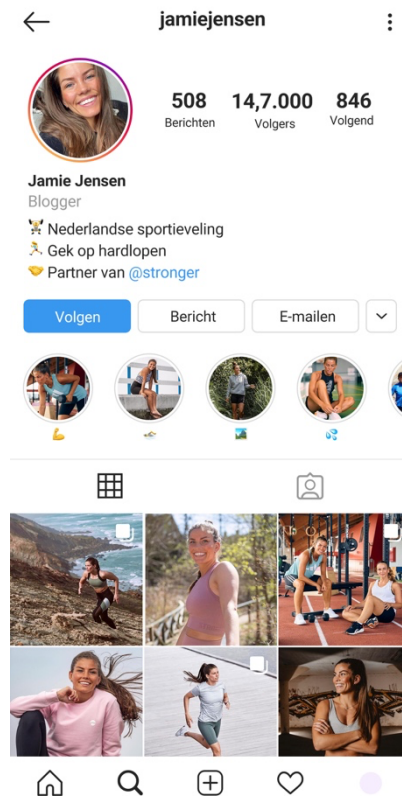 jamiejensen
508 14,7.000 846
Berichten Volgers Volgend
Jamie Jensen
Blogger
Nederlandse sportieveling
Gek op hardlopen
Partner van @stronger
Volgen Bericht E-mailen